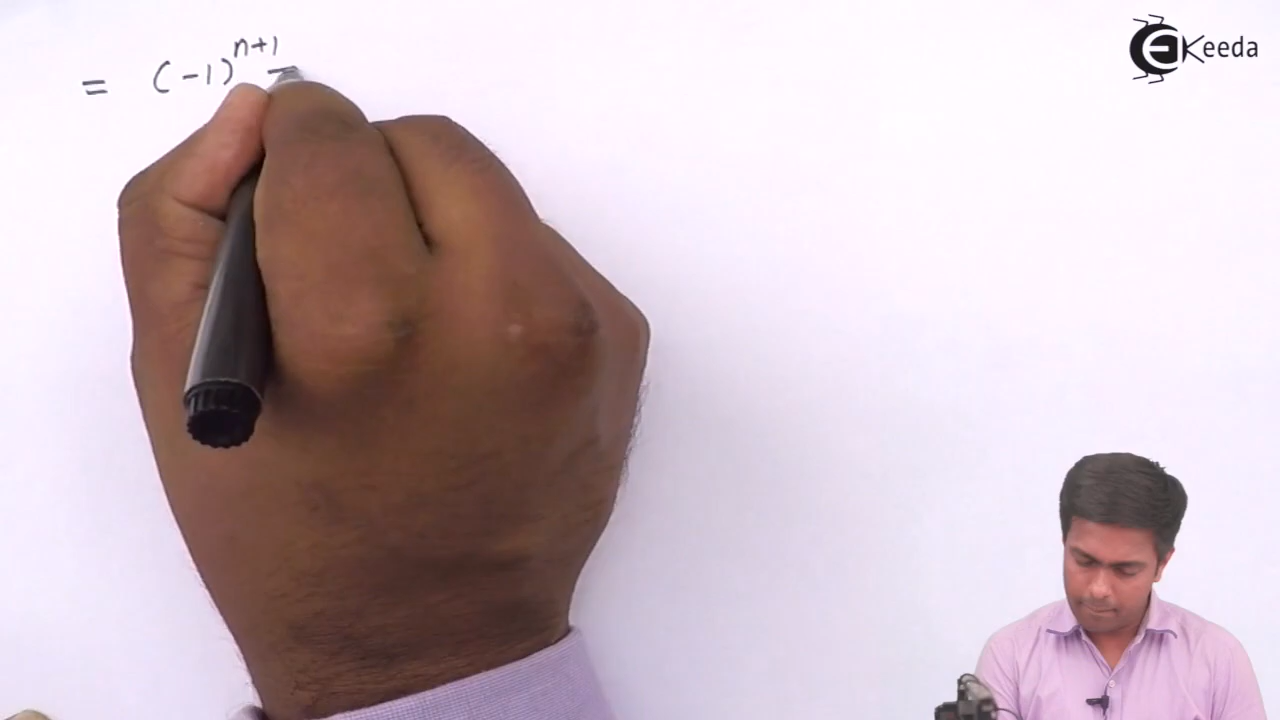 = (-1)^{n+1}
Keeda